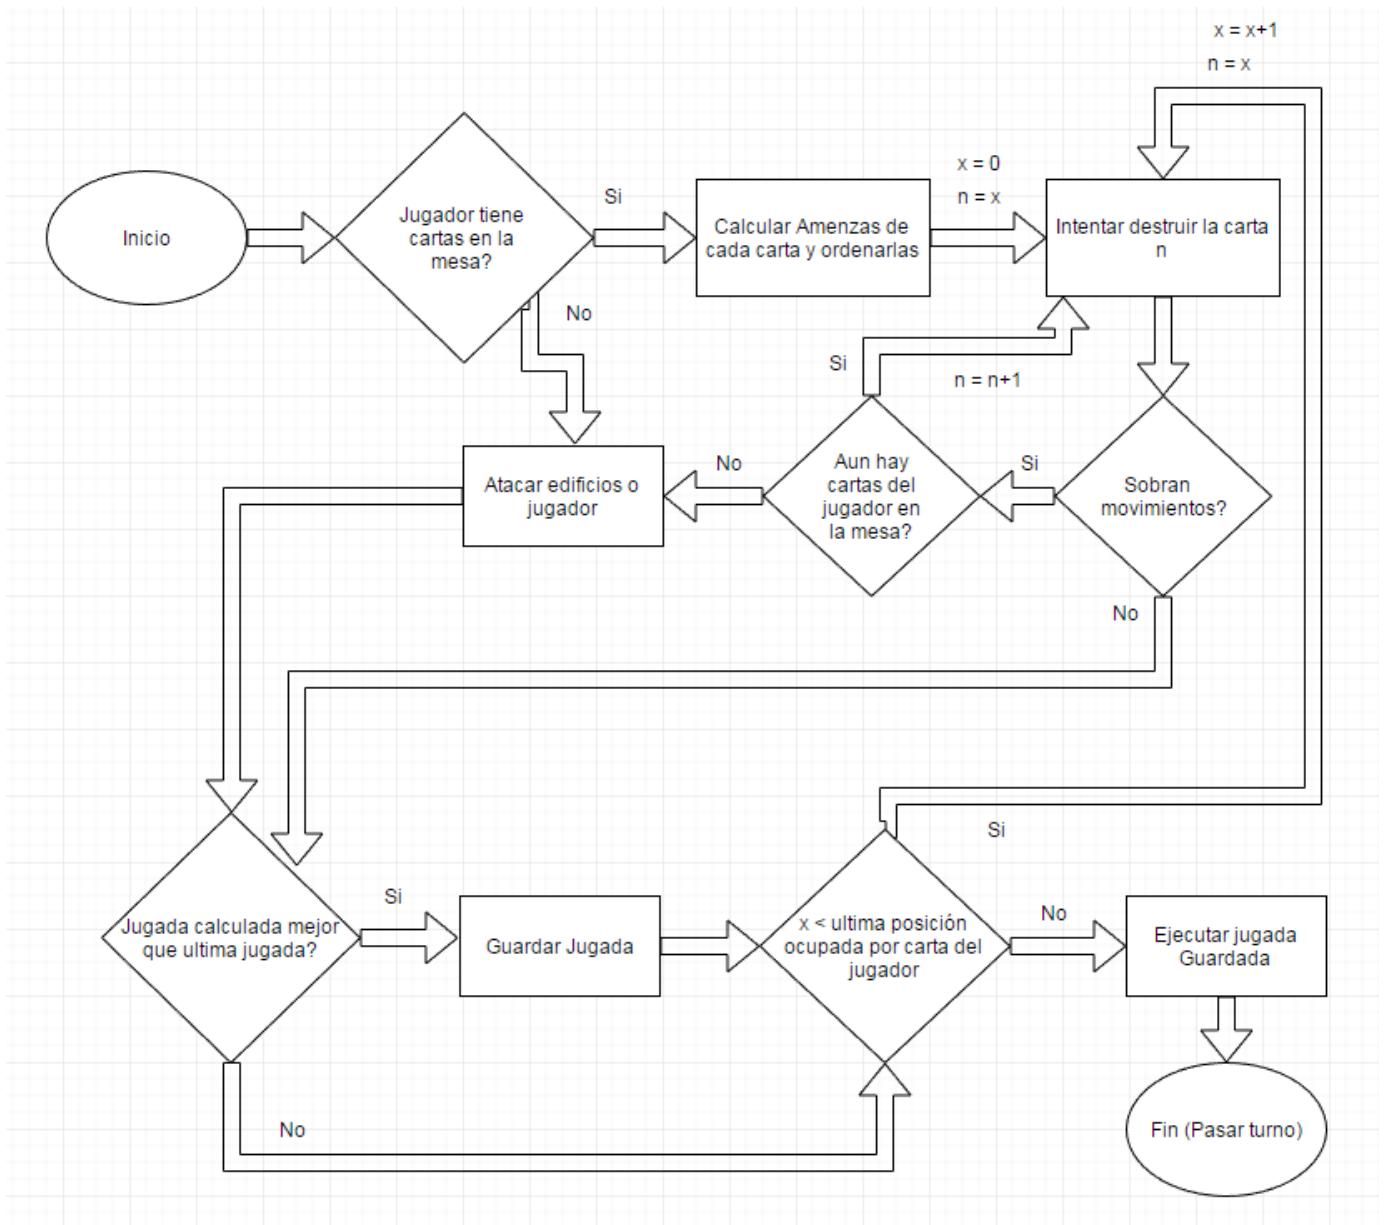 x = x+1
n = x
Inicio
Jugador tiene
cartas en la
mesa?
Si
Calcular Amenzas de
cada carta y ordenarlas
x = 0
n = x
Intentar destruir la carta
n
No
Si
n = n+1
Atacar edificios o
jugador
No
Aun hay
cartas del
jugador en
la mesa?
Si
Sobran
movimientos?
No
Jugada calculada mejor
que ultima jugada?
Si
Guardar Jugada
x < ultima posición
ocupada por carta del
jugador
Si
No
Ejecutar jugada
Guardada
No
Fin (Pasar turno)